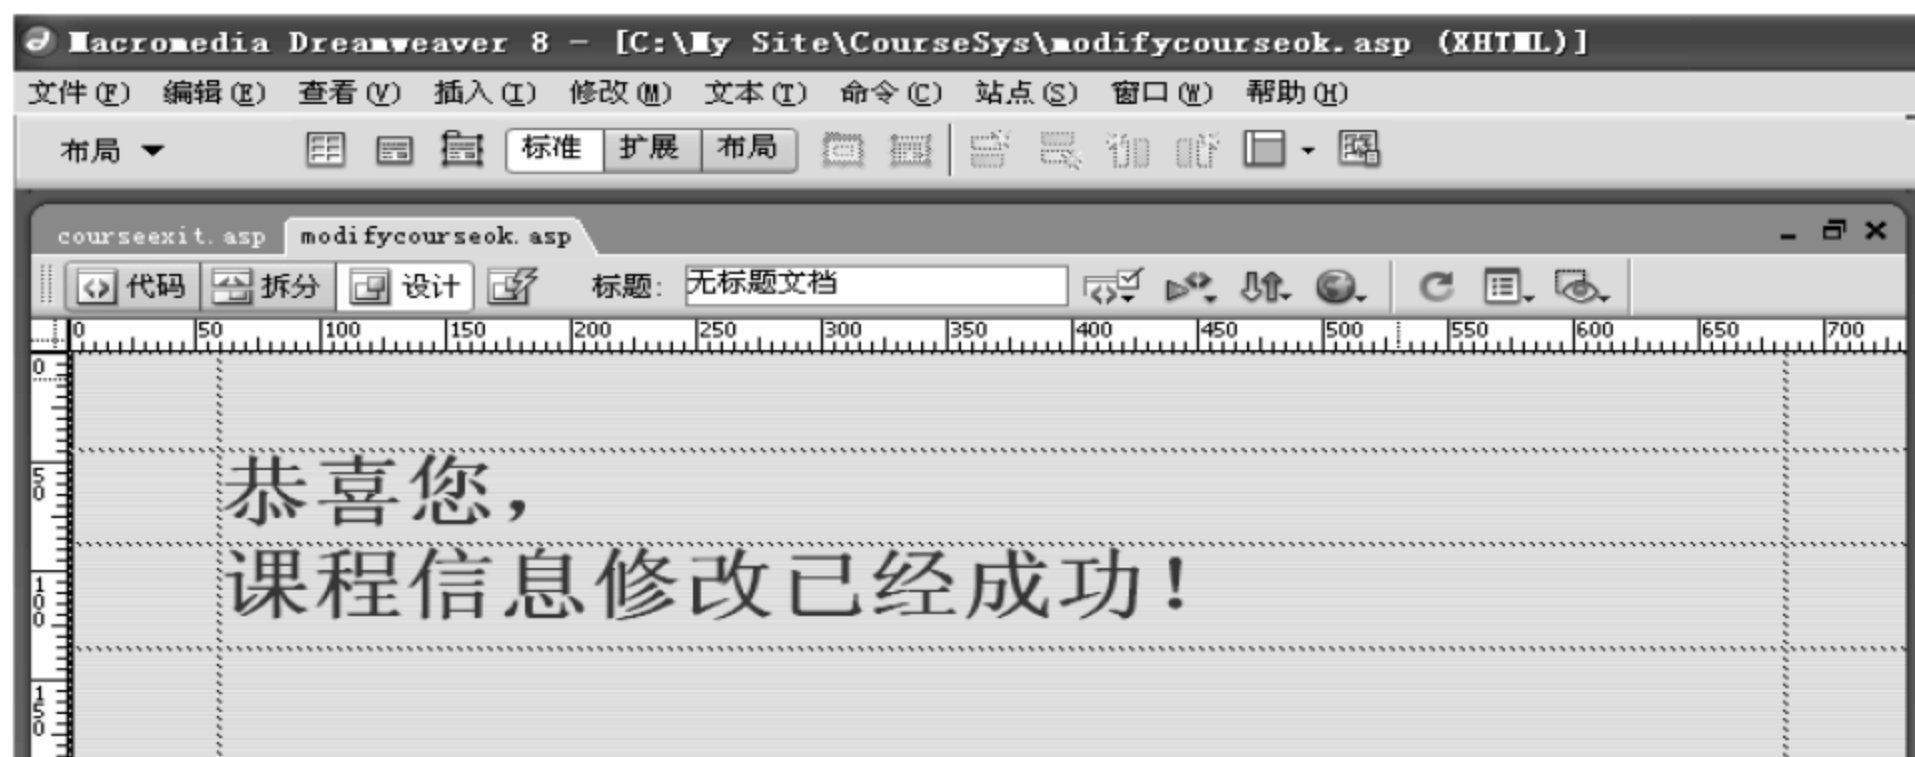 Macromedia Dreamweaver 8 - [C:\My Site\CourseSys\modifycourseok.asp (XHTML)]
文件(F) 编辑(E) 查看(V) 插入(I) 修改(M) 文本(T) 命令(C) 站点(S) 窗口(W) 帮助(H)
布局 标准 扩展 布局
courseexit.asp modifycourseok.asp
代码 拆分 设计 标题: 无标题文档
0 50 100 150 200 250 300 350 400 450 500 550 600 650 700
0
50
恭喜您，
课程信息修改已经成功！
100
150